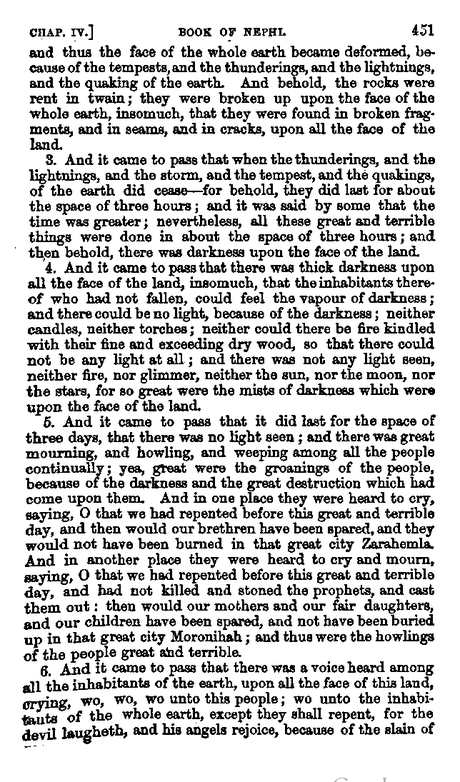 CHAP. IV.] BOOK OF NEPHI. 451
and thus the face of the whole earth became deformed, be-
cause of the tempests, and the thunderings, and the lightnings,
and the quaking of the earth. And behold, the rocks were
rent in twain; they were broken up upon the face of the
whole earth, insomuch, that they were found in broken frag-
ments, and in seams, and in cracks, upon all the face of the
land.
3. And it came to pass that when the thunderings, and the
lightnings, and the storm, and the tempest, and the quakings,
of the earth did cease—for behold, they did last for about
the space of three hours; and it was said by some that the
time was greater; nevertheless, all these great and terrible
things were done in about the space of three hours; and
then behold, there was darkness upon the face of the land.
4. And it came to pass that there was thick darkness upon
all the face of the land, insomuch, that the inhabitants there-
of who had not fallen, could feel the vapour of darkness;
and there could be no light, because of the darkness; neither
candles, neither torches; neither could there be fire kindled
with their fine and exceeding dry wood, so that there could
not be any light at all; and there was not any light seen,
neither fire, nor glimmer, neither the sun, nor the moon, nor
the stars, for so great were the mists of darkness which were
upon the face of the land.
5. And it came to pass that it did last for the space of
three days, that there was no light seen; and there was great
mourning, and howling, and weeping among all the people
continually; yea, great were the groanings of the people,
because of the darkness and the great destruction which had
come upon them. And in one place they were heard to cry,
saying, O that we had repented before this great and terrible
day, and then would our brethren have been spared, and they
would not have been burned in that great city Zarahemla.
And in another place they were heard to cry and mourn,
saying, O that we had repented before this great and terrible
day, and had not killed and stoned the prophets, and cast
them out: then would our mothers and our fair daughters,
and our children have been spared, and not have been buried
up in that great city Moronihah; and thus were the howlings
of the people great and terrible.
6. And it came to pass that there was a voice heard among
all the inhabitants of the earth, upon all the face of this land,
crying, wo, wo, wo unto this people; wo unto the inhabi-
tants of the whole earth, except they shall repent, for the
devil laugheth, and his angels rejoice, because of the slain of